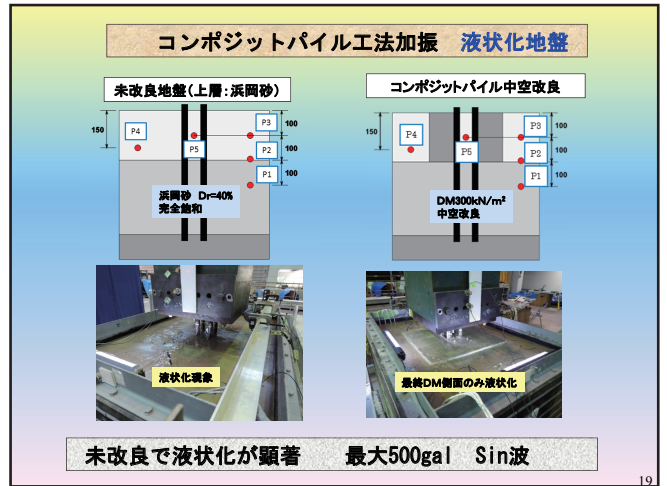 コンポジットパイル工法加振　液状化地盤
未改良地盤(上層:浜岡砂)
150
P4
P5
P3
P2
P1
100
100
100
浜岡砂　Dr=40%
完全飽和
液状化現象
コンポジットパイル中空改良
150
P4
P5
P3
P2
P1
100
100
100
DM300kN/m²
中空改良
最終DM側面のみ液状化
未改良で液状化が顕著　最大500gal　Sin波
19